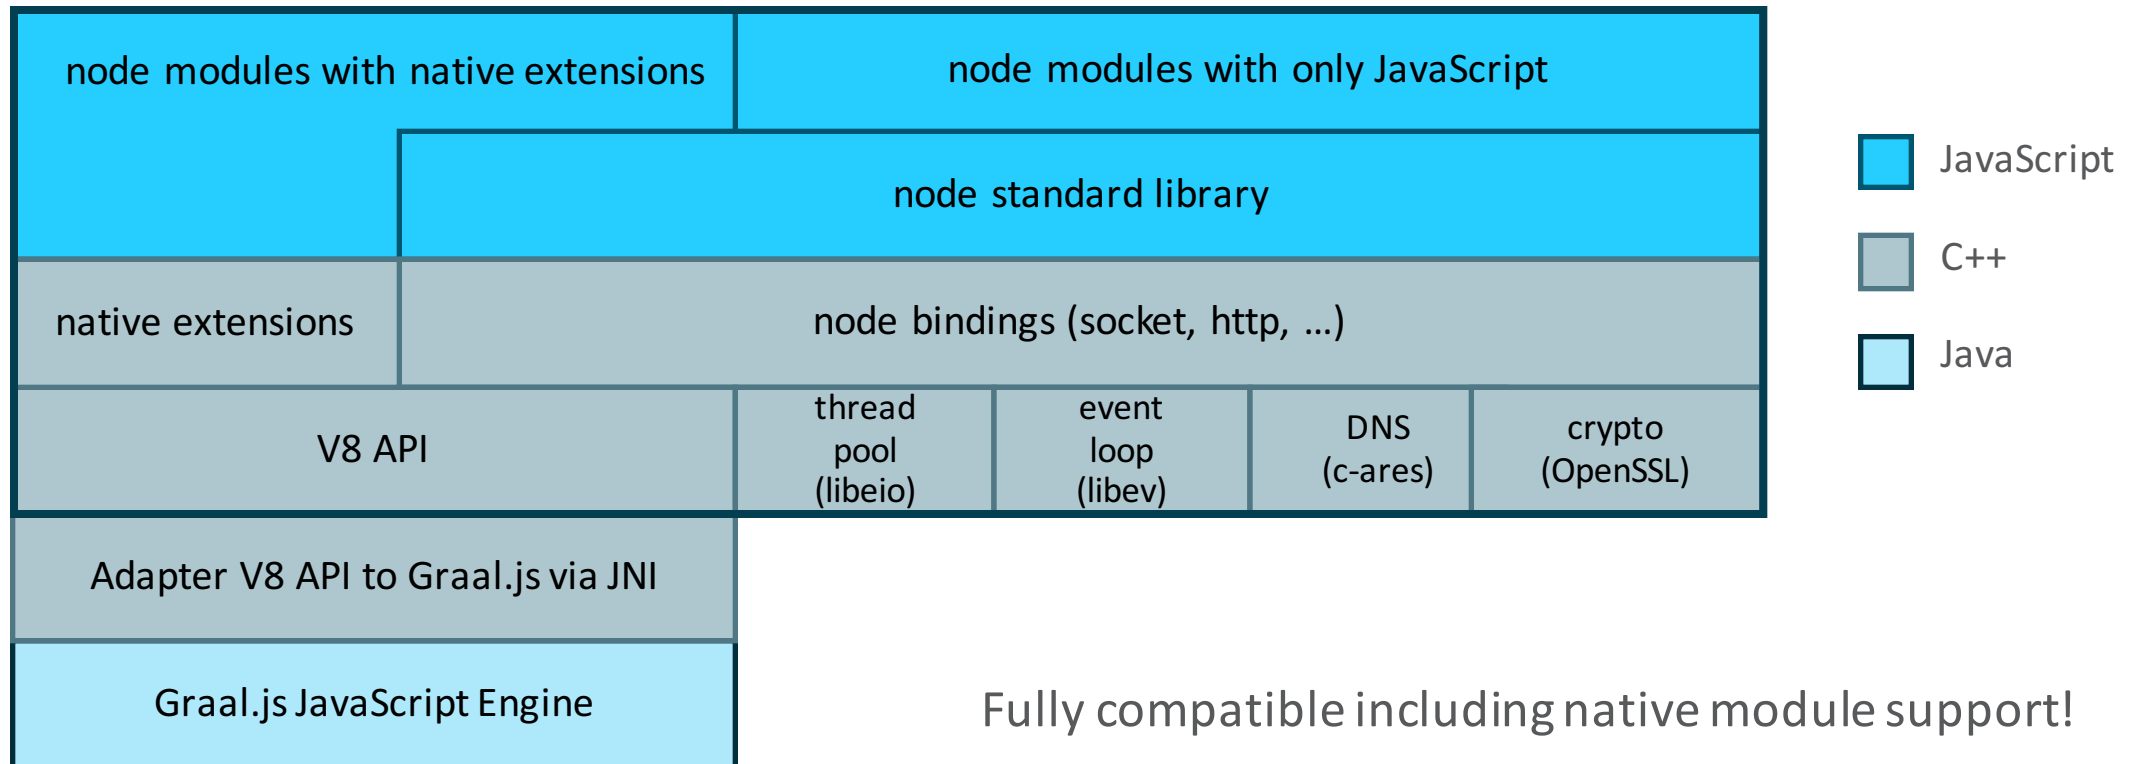 node modules with native extensions
node modules with only JavaScript
node standard library
native extensions
node bindings (socket, http, ...)
V8 API
thread
pool
(libeio)
event
loop
(libev)
DNS
(c-ares)
crypto
(OpenSSL)
Adapter V8 API to Graal.js via JNI
Graal.js JavaScript Engine
JavaScript
C++
Java
Fully compatible including native module support!